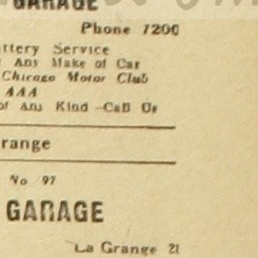 GARAGE
Phone 7200
ttery Service
Any Make of Car
Chicago Motor Club
AAA
of Any Kind—Call Us
range
No 97
GARAGE
La Grange 21